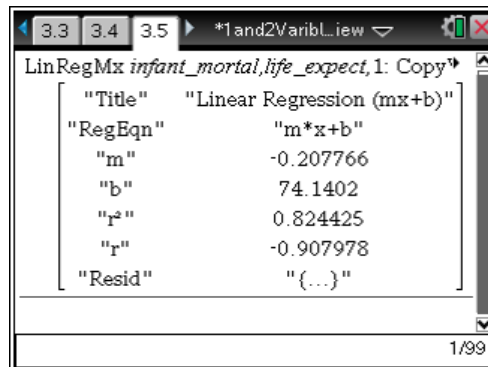 3.3 3.4 3.5 *1and2Varibl...iew
LinRegMx infant_mortal,life_expect,1: Copy
"Title" "Linear Regression (mx+b)"
"RegEqn" "m*x+b"
"m" -0.207766
"b" 74.1402
"r²" 0.824425
"r" -0.907978
"Resid" "{...}"
1/99